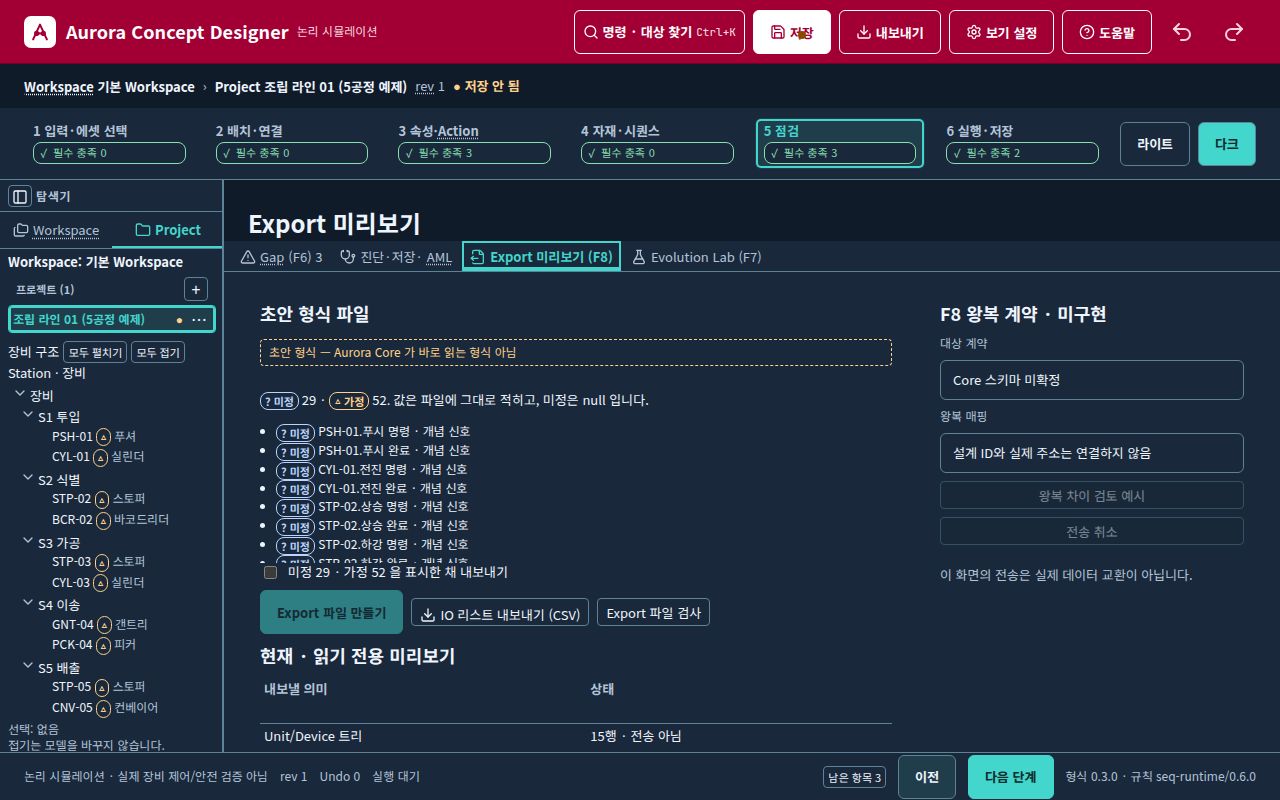 Aurora Concept Designer 논리 시뮬레이션
명령 · 대상 찾기 Ctrl+K
저장
내보내기
보기 설정
도움말
Workspace 기본 Workspace › Project 조립 라인 01 (5공정 예제) rev 1 ● 저장 안 됨
1 입력·에셋 선택
✓ 필수 충족 0
2 배치·연결
✓ 필수 충족 0
3 속성·Action
✓ 필수 충족 3
4 자재·시퀀스
✓ 필수 충족 0
5 점검
✓ 필수 충족 3
6 실행·저장
✓ 필수 충족 2
라이트
다크
탐색기
Workspace
Project
Workspace: 기본 Workspace
프로젝트 (1)
+
조립 라인 01 (5공정 예제) ● ···
장비 구조 모두 펼치기 모두 접기
Station · 장비
장비
S1 투입
PSH-01 푸셔
CYL-01 실린더
S2 식별
STP-02 스토퍼
BCR-02 바코드리더
S3 가공
STP-03 스토퍼
CYL-03 실린더
S4 이송
GNT-04 갠트리
PCK-04 피커
S5 배출
STP-05 스토퍼
CNV-05 컨베이어
선택: 없음
접기는 모델을 바꾸지 않습니다.
Export 미리보기
Gap (F6) 3
진단·저장· AML
Export 미리보기 (F8)
Evolution Lab (F7)
초안 형식 파일
초안 형식 — Aurora Core 가 바로 읽는 형식 아님
? 미정 29 · 가정 52. 값은 파일에 그대로 적히고, 미정은 null 입니다.
? 미정 PSH-01.푸시 명령 · 개념 신호
? 미정 PSH-01.푸시 완료 · 개념 신호
? 미정 CYL-01.전진 명령 · 개념 신호
? 미정 CYL-01.전진 완료 · 개념 신호
? 미정 STP-02.상승 명령 · 개념 신호
? 미정 STP-02.상승 완료 · 개념 신호
? 미정 STP-02.하강 명령 · 개념 신호
? 미정 STP-02.하강 완료 · 개념 신호
미정 29 · 가정 52 을 표시한 채 내보내기
Export 파일 만들기
IO 리스트 내보내기 (CSV)
Export 파일 검사
현재 · 읽기 전용 미리보기
내보낼 의미 상태
Unit/Device 트리 15행 · 전송 아님
F8 왕복 계약 · 미구현
대상 계약
Core 스키마 미확정
왕복 매핑
설계 ID와 실제 주소는 연결하지 않음
왕복 차이 검토 예시
전송 취소
이 화면의 전송은 실제 데이터 교환이 아닙니다.
논리 시뮬레이션 · 실제 장비 제어/안전 검증 아님 rev 1 Undo 0 실행 대기
남은 항목 3
이전
다음 단계
형식 0.3.0 · 규칙 seq-runtime/0.6.0